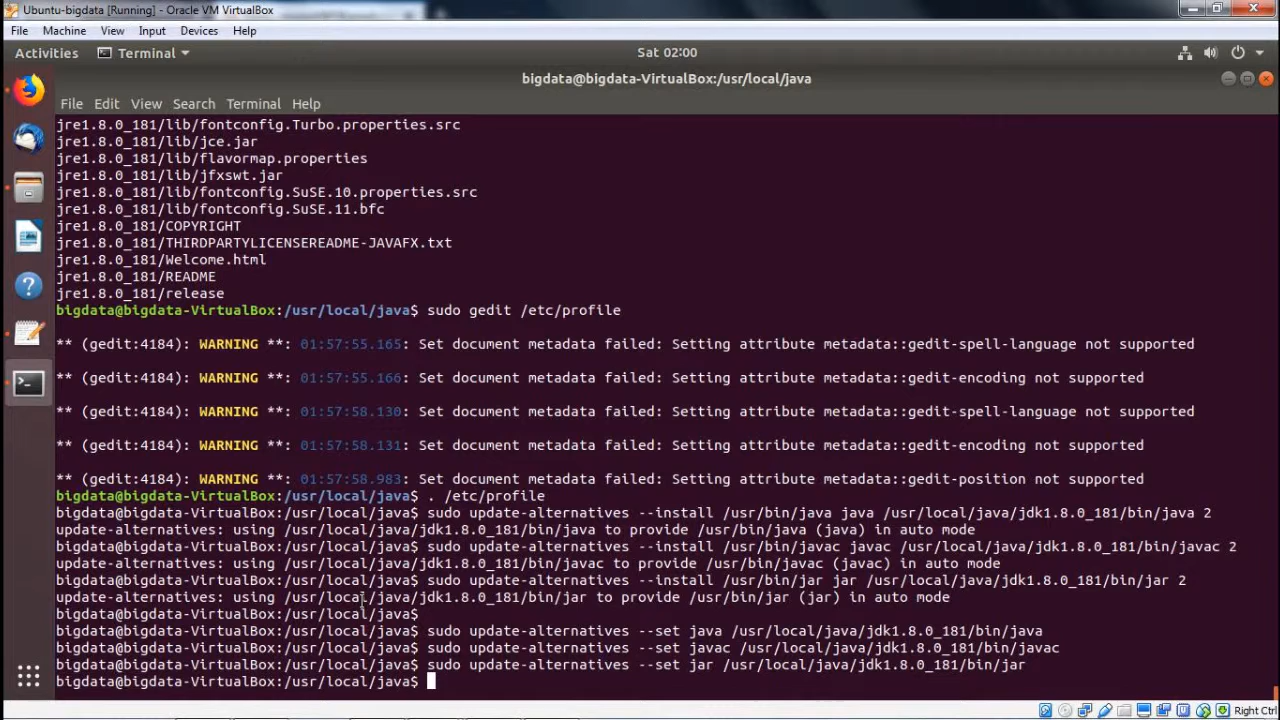 Ubuntu-bigdata [Running] - Oracle VM VirtualBox
File Machine View Input Devices Help
Activities Terminal Sat 02:00
bigdata@bigdata-VirtualBox:/usr/local/java
File Edit View Search Terminal Help
jre1.8.0_181/lib/fontconfig.Turbo.properties.src
jre1.8.0_181/lib/jce.jar
jre1.8.0_181/lib/flavormap.properties
jre1.8.0_181/lib/jfxswt.jar
jre1.8.0_181/lib/fontconfig.SuSE.10.properties.src
jre1.8.0_181/lib/fontconfig.SuSE.11.bfc
jre1.8.0_181/COPYRIGHT
jre1.8.0_181/THIRDPARTYLICENSEREADME-JAVAFX.txt
jre1.8.0_181/Welcome.html
jre1.8.0_181/README
jre1.8.0_181/release
bigdata@bigdata-VirtualBox:/usr/local/java$ sudo gedit /etc/profile
** (gedit:4184): WARNING **: 01:57:55.165: Set document metadata failed: Setting attribute metadata::gedit-spell-language not supported
** (gedit:4184): WARNING **: 01:57:55.166: Set document metadata failed: Setting attribute metadata::gedit-encoding not supported
** (gedit:4184): WARNING **: 01:57:58.130: Set document metadata failed: Setting attribute metadata::gedit-spell-language not supported
** (gedit:4184): WARNING **: 01:57:58.131: Set document metadata failed: Setting attribute metadata::gedit-encoding not supported
** (gedit:4184): WARNING **: 01:57:58.983: Set document metadata failed: Setting attribute metadata::gedit-position not supported
bigdata@bigdata-VirtualBox:/usr/local/java$ . /etc/profile
bigdata@bigdata-VirtualBox:/usr/local/java$ sudo update-alternatives --install /usr/bin/java java /usr/local/java/jdk1.8.0_181/bin/java 2
update-alternatives: using /usr/local/java/jdk1.8.0_181/bin/java to provide /usr/bin/java (java) in auto mode
bigdata@bigdata-VirtualBox:/usr/local/java$ sudo update-alternatives --install /usr/bin/javac javac /usr/local/java/jdk1.8.0_181/bin/javac 2
update-alternatives: using /usr/local/java/jdk1.8.0_181/bin/javac to provide /usr/bin/javac (javac) in auto mode
bigdata@bigdata-VirtualBox:/usr/local/java$ sudo update-alternatives --install /usr/bin/jar jar /usr/local/java/jdk1.8.0_181/bin/jar 2
update-alternatives: using /usr/local/java/jdk1.8.0_181/bin/jar to provide /usr/bin/jar (jar) in auto mode
bigdata@bigdata-VirtualBox:/usr/local/java$
bigdata@bigdata-VirtualBox:/usr/local/java$ sudo update-alternatives --set java /usr/local/java/jdk1.8.0_181/bin/java
bigdata@bigdata-VirtualBox:/usr/local/java$ sudo update-alternatives --set javac /usr/local/java/jdk1.8.0_181/bin/javac
bigdata@bigdata-VirtualBox:/usr/local/java$ sudo update-alternatives --set jar /usr/local/java/jdk1.8.0_181/bin/jar
bigdata@bigdata-VirtualBox:/usr/local/java$
Right Ctrl